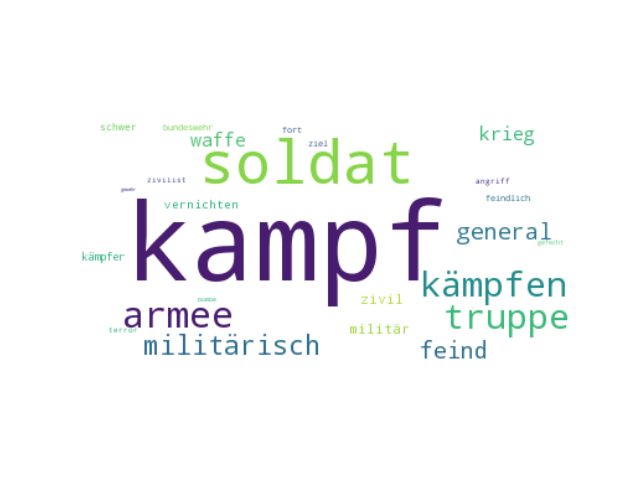 schwer bundeswehr fort krieg
waffe ziel
soldat
zivilist angriff
gewehr feindlich
vernichten
kampf general
gefecht
kämpfer
kämpfen
bombe zivil
armee truppe
terror militär
militärisch feind